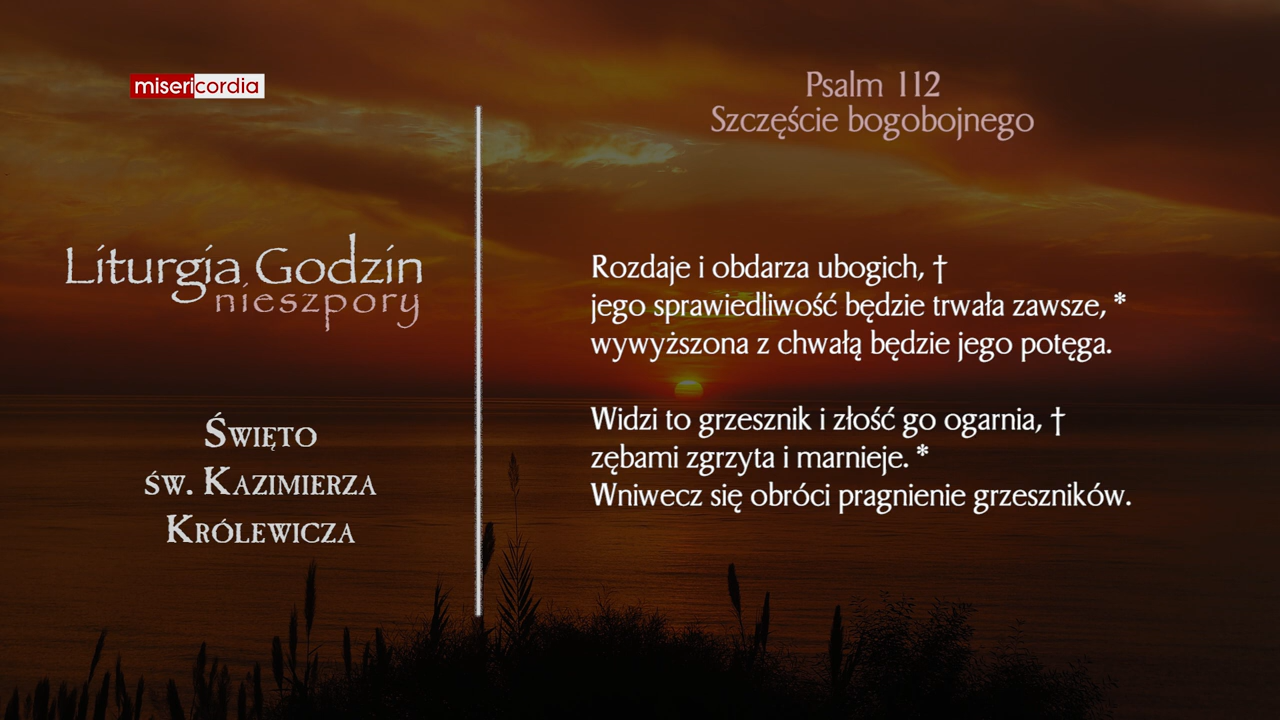 misericordia
Liturgia Godzin
nieszpory
Święto
św. Kazimierza
Królewicza
Psalm 112
Szczęście bogobojnego
Rozdaje i obdarza ubogich, †
jego sprawiedliwość będzie trwała zawsze, *
wywyższona z chwałą będzie jego potęga.
Widzi to grzesznik i złość go ogarnia, †
zębami zgrzyta i marnieje. *
Wniwecz się obróci pragnienie grzeszników.